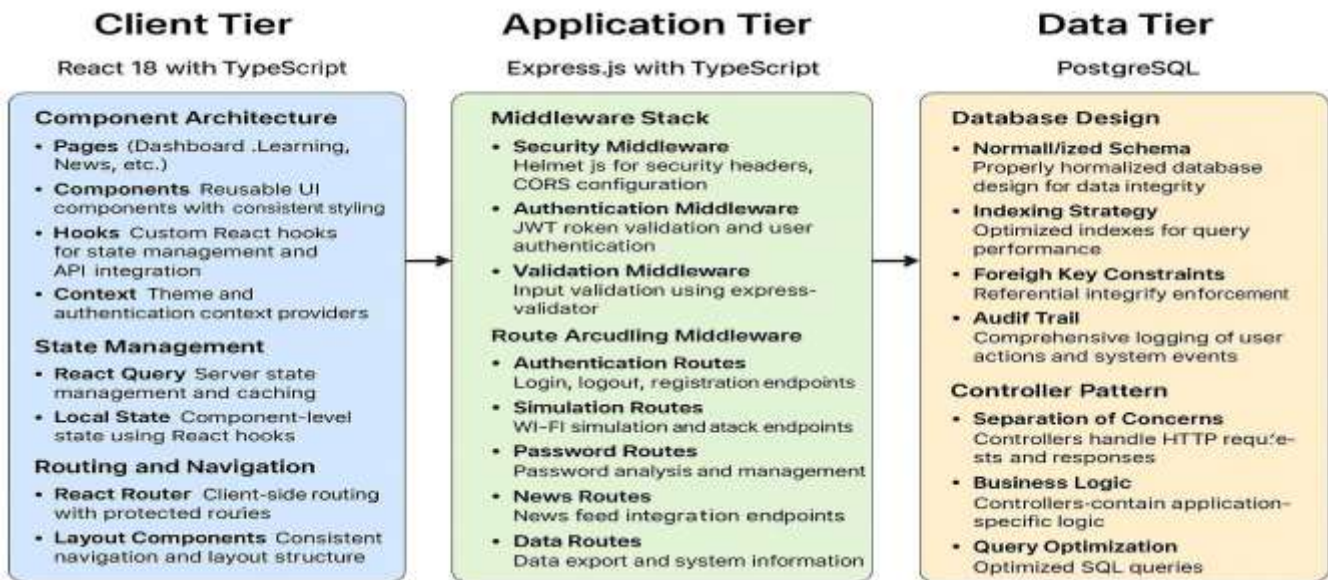 Client Tier
React 18 with TypeScript
Component Architecture
• Pages (Dashboard .Learning,
News, etc.)
• Components Reusable UI
components with consistent styling
• Hooks Custom React hooks
for state management and
API integration
• Context Theme and
authentication context providers
State Management
• React Query Server state
management and caching
• Local State Component-level
state using React hooks
Routing and Navigation
• React Router Client-side routing
with protected routies
• Layout Components Consistent
navigation and layout structure
Application Tier
Express.js with TypeScript
Middleware Stack
• Security Middleware
Helmet js for security headers,
CORS configuration
• Authentication Middleware
JWT roken validation and user
authentication
• Validation Middleware
Input validation using express-
validator
Route Arcudling Middleware
• Authentication Routes
Login, logout, registration endpoints
• Simulation Routes
WI-FI simulation and atack endpoints
• Password Routes
Password analysis and management
• News Routes
News feed integration endpoints
• Data Routes
Data export and system information
Data Tier
PostgreSQL
Database Design
• Normall/ized Schema
Properly hormalized database
design for data integrity
• Indexing Strategy
Optimized indexes for query
performance
• Foreigh Key Constraints
Referential integrify enforcement
• Audif Trail
Comprehensive logging of user
actions and system events
Controller Pattern
• Separation of Concerns
Controllers handle HTTP requ:e-
sts and responses
• Business Logic
Controllers-contain application-
specific logic
• Query Optimization
Optimized SQL queries